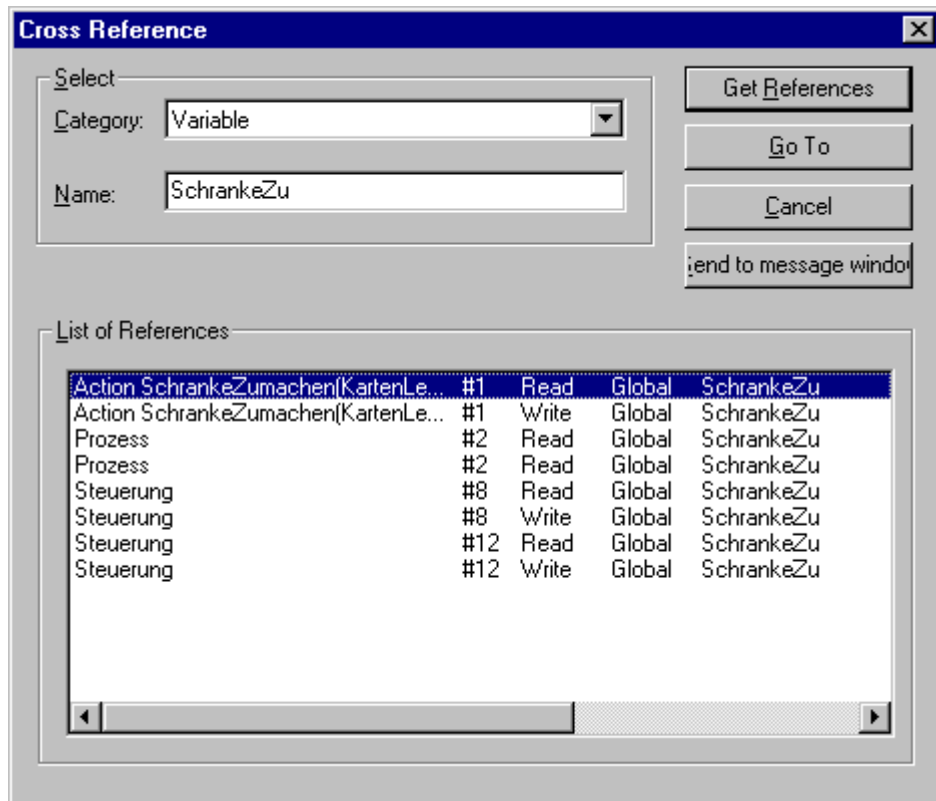 Cross Reference
Select
Category: Variable
Name: SchrankeZu
Get References
Go To
Cancel
end to message windo
List of References
Action SchrankeZumachen(KartenLe... #1 Read Global SchrankeZu
Action SchrankeZumachen(KartenLe... #1 Write Global SchrankeZu
Prozess #2 Read Global SchrankeZu
Prozess #2 Read Global SchrankeZu
Steuerung #8 Read Global SchrankeZu
Steuerung #8 Write Global SchrankeZu
Steuerung #12 Read Global SchrankeZu
Steuerung #12 Write Global SchrankeZu